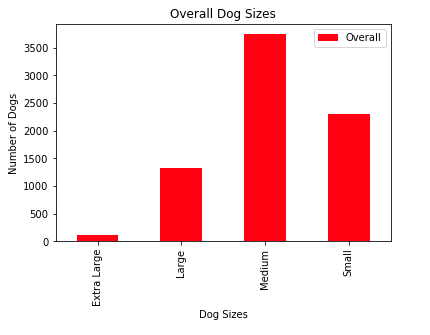 Overall Dog Sizes
Overall
Number of Dogs
3500
3000
2500
2000
1500
1000
500
0
Extra Large
Large
Medium
Small
Dog Sizes